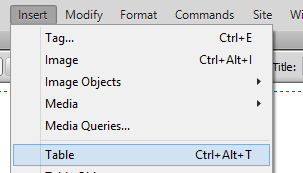 Insert Modify Format Commands Site
Tag... Ctrl+E
Image Ctrl+Alt+I
Title:
Image Objects
Media
Media Queries...
Table Ctrl+Alt+T